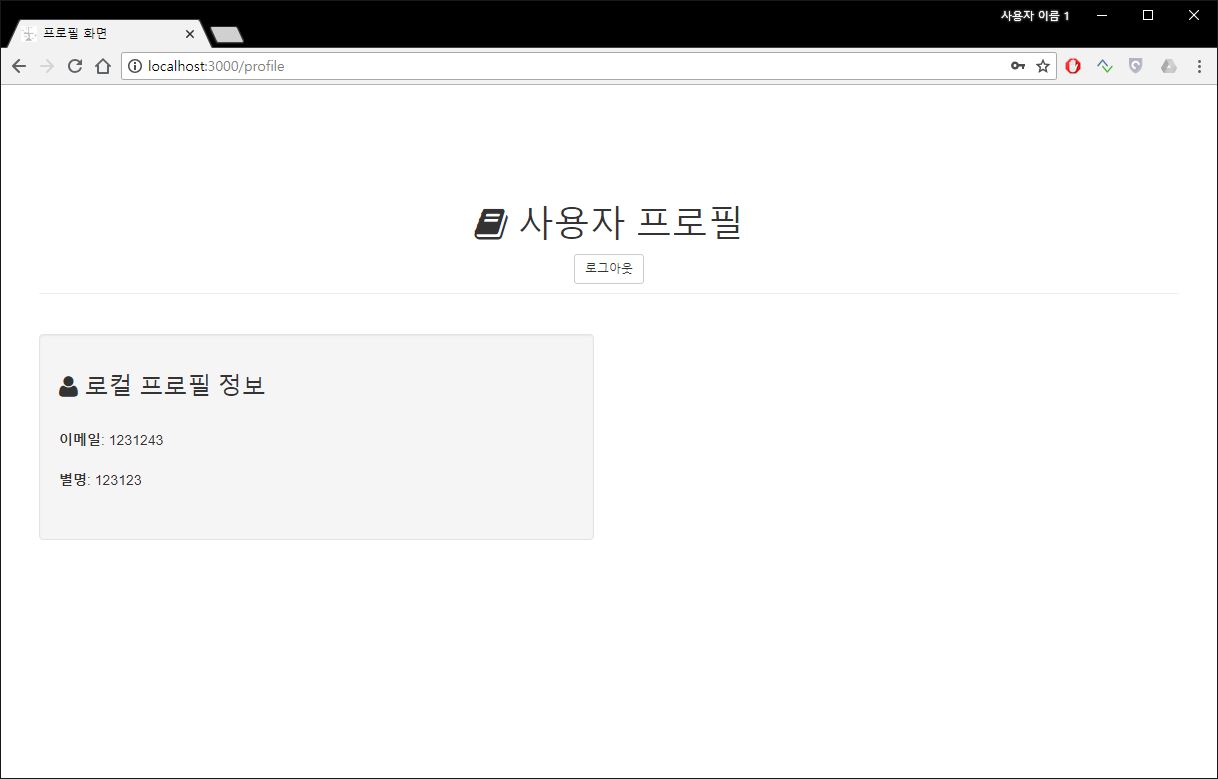 사용자 이름 1
프로필 화면
localhost:3000/profile
사용자 프로필
로그아웃
로컬 프로필 정보
이메일: 1231243
별명: 123123